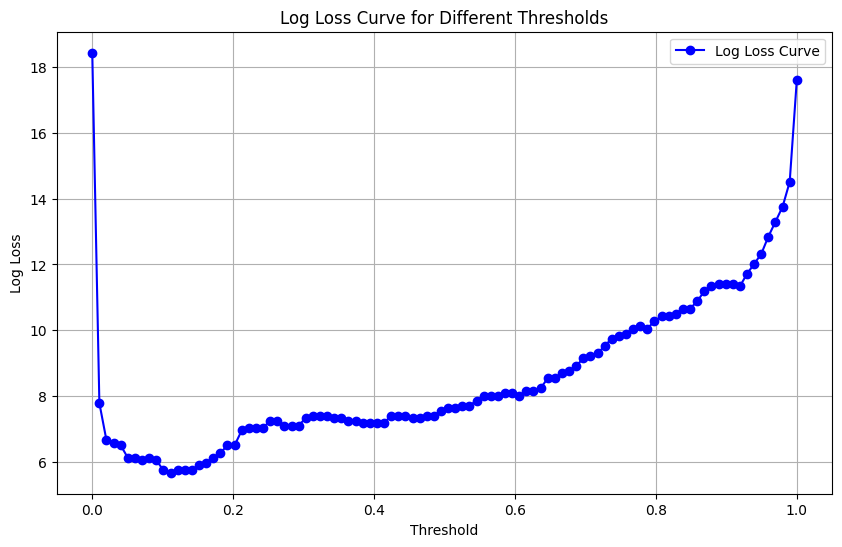 Log Loss Curve for Different Thresholds
Log Loss Curve
18
16
14
12
10
8
6
Log Loss
0.0 0.2 0.4 0.6 0.8 1.0
Threshold